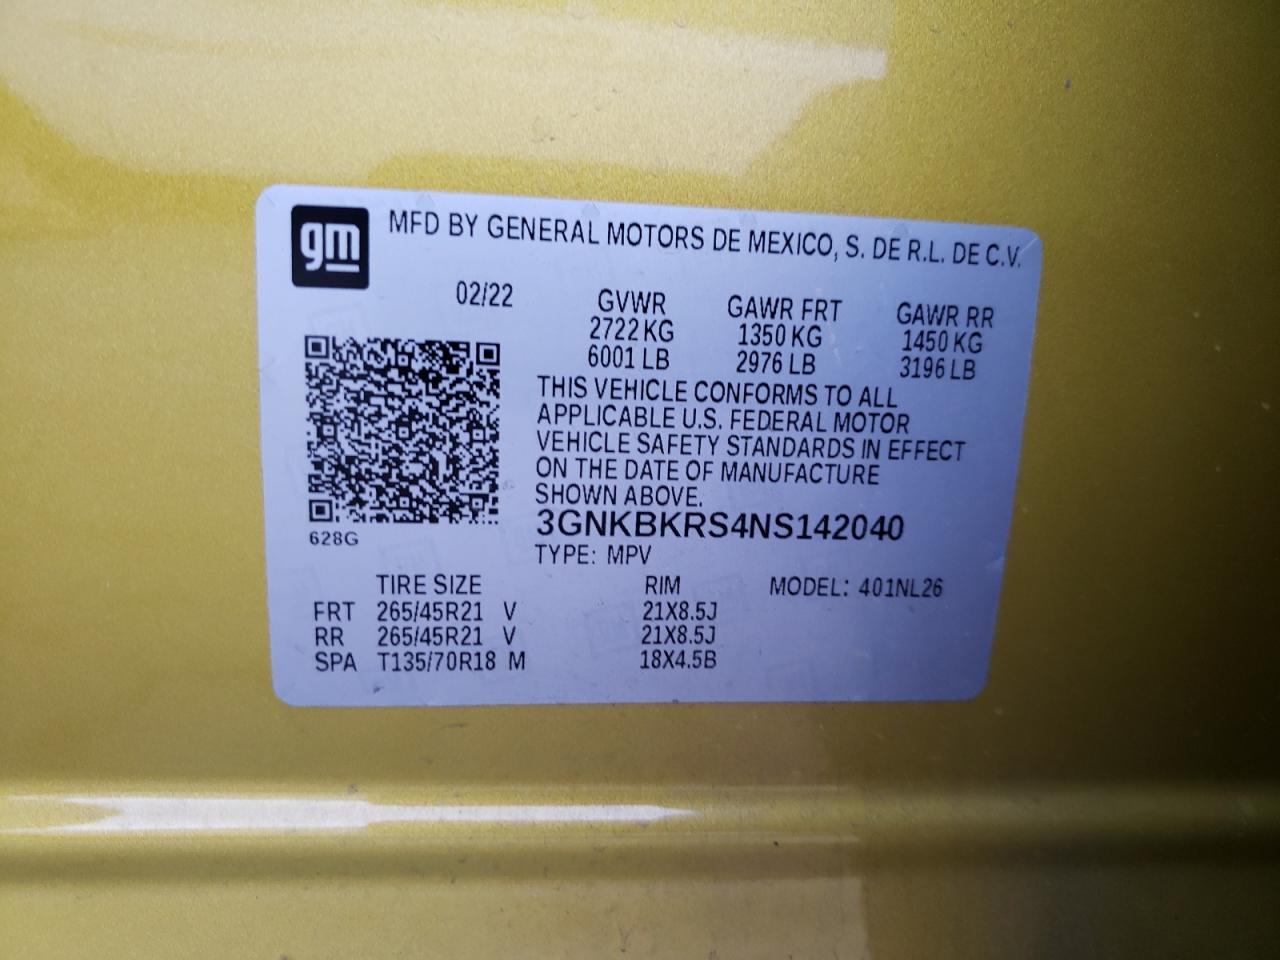 gm
MFD BY GENERAL MOTORS DE MEXICO, S. DE R.L. DE C.V.
02/22 GVWR GAWR FRT GAWR RR
2722 KG 1350 KG 1450 KG
6001 LB 2976 LB 3196 LB
THIS VEHICLE CONFORMS TO ALL
APPLICABLE U.S. FEDERAL MOTOR
VEHICLE SAFETY STANDARDS IN EFFECT
ON THE DATE OF MANUFACTURE
SHOWN ABOVE.
3GNKBKRS4NS142040
628G
TYPE: MPV
TIRE SIZE RIM MODEL: 401NL26
FRT 265/45R21 V 21X8.5J
RR 265/45R21 V 21X8.5J
SPA T135/70R18 M 18X4.5B